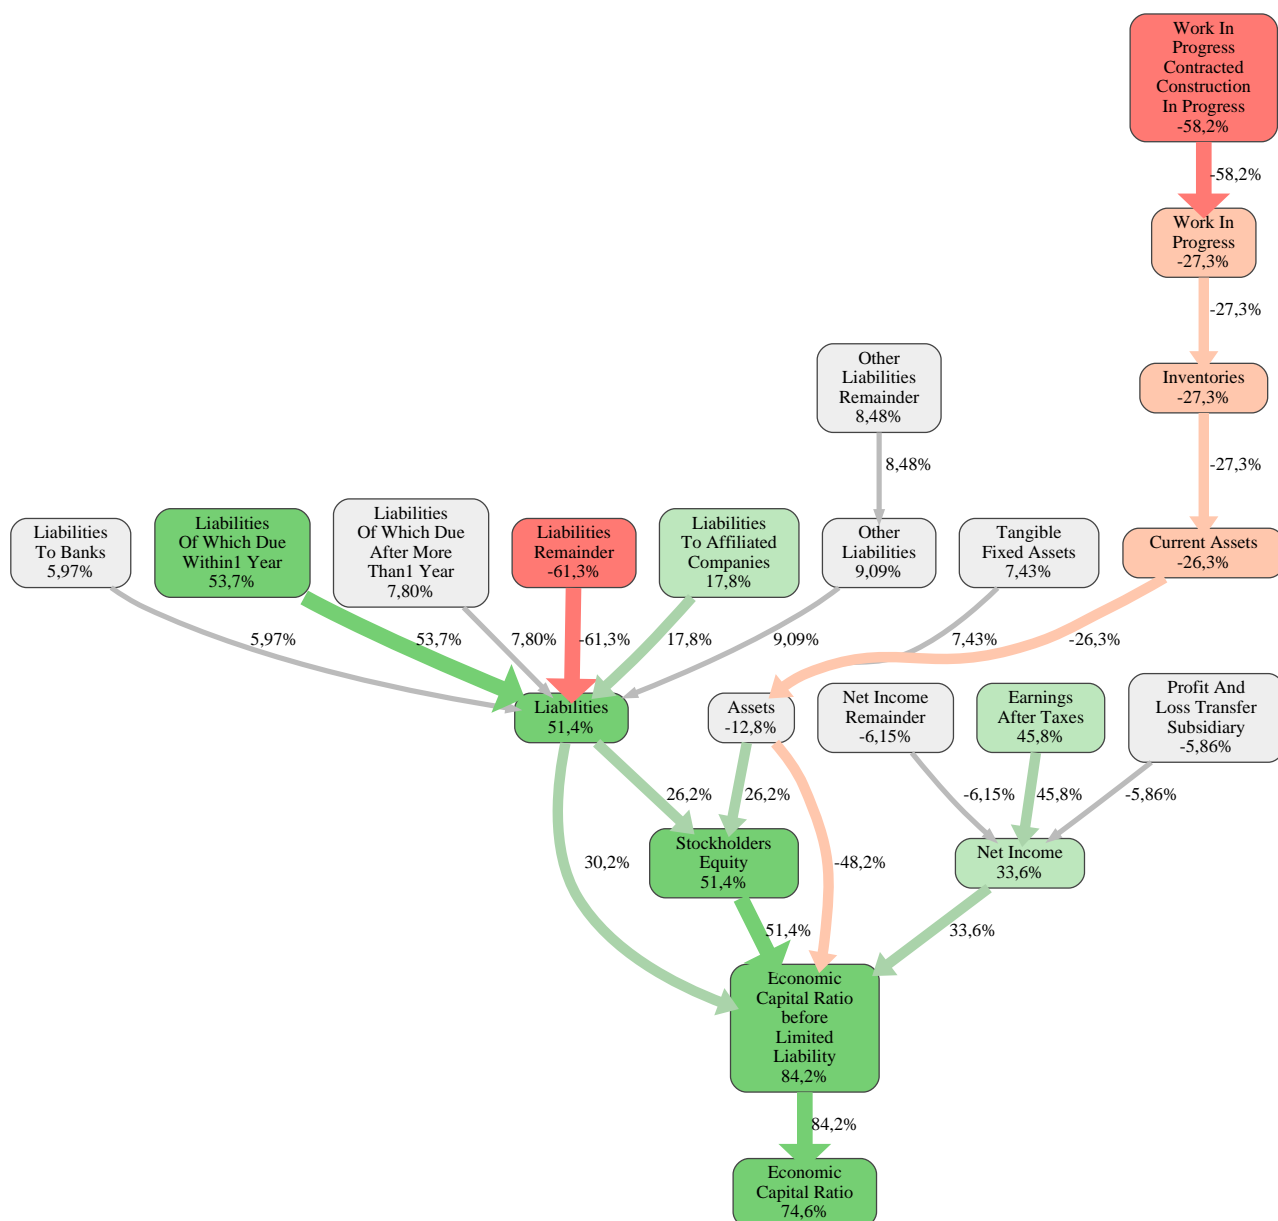 Work In
Progress
Contracted
Construction
In Progress
-58,2%
-58,2%
Work In
Progress
-27,3%
-27,3%
Other
Liabilities
Remainder
8,48%
Inventories
-27,3%
8,48%
-27,3%
Liabilities
To Banks
5,97%
Liabilities
Of Which Due
Within1 Year
53,7%
Liabilities
Of Which Due
After More
Than1 Year
7,80%
Liabilities
Remainder
-61,3%
Liabilities
To Affiliated
Companies
17,8%
Other
Liabilities
9,09%
Tangible
Fixed Assets
7,43%
Current Assets
-26,3%
5,97%
53,7%
7,80%
-61,3%
17,8%
9,09%
7,43%
-26,3%
Liabilities
51,4%
Assets
-12,8%
Net Income
Remainder
-6,15%
Earnings
After Taxes
45,8%
Profit And
Loss Transfer
Subsidiary
-5,86%
26,2%
26,2%
-6,15%
45,8%
-5,86%
Stockholders
Equity
51,4%
30,2%
-48,2%
Net Income
33,6%
51,4%
33,6%
Economic
Capital Ratio
before
Limited
Liability
84,2%
84,2%
Economic
Capital Ratio
74,6%